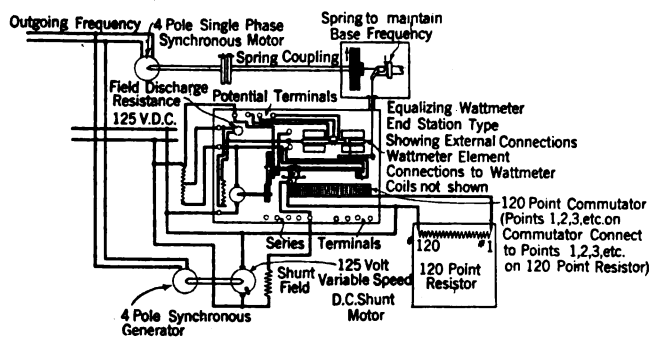 Outgoing Frequency
4 Pole Single Phase
Synchronous Motor
Spring to maintain
Base Frequency
Spring Coupling
Field Discharge
Resistance
Potential Terminals
125 V.D.C.
Equalizing Wattmeter
End Station Type
Showing External Connections
Wattmeter Element
Connections to Wattmeter
Coils not shown
120 Point Commutator
(Points 1,2,3,etc. on
Commutator Connect
to Points 1,2,3,etc.
on 120 Point Resistor)
Series
Terminals
#120
#1
120 Point
Resistor
Shunt
Field
125 Volt
Variable Speed
D.C. Shunt
Motor
4 Pole Synchronous
Generator